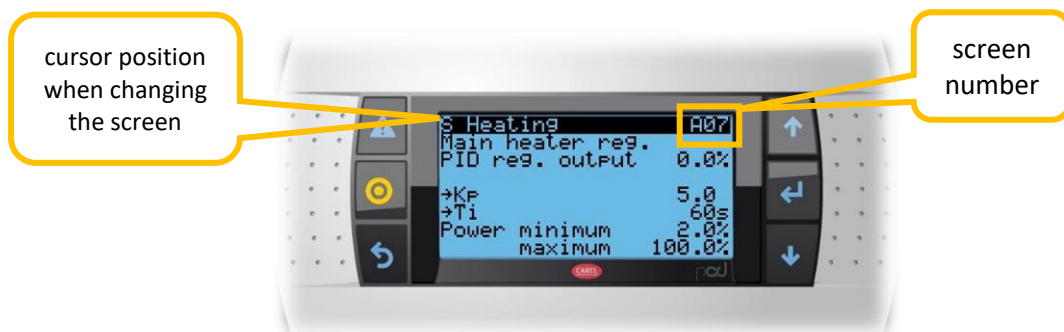 cursor position
when changing
the screen
screen
number
S Heating A07
Main heater reg.
PID reg. output 0.0%
→Kp 5.0
→Ti 60s
Power minimum 2.0%
maximum 100.0%
CAREL
pGD